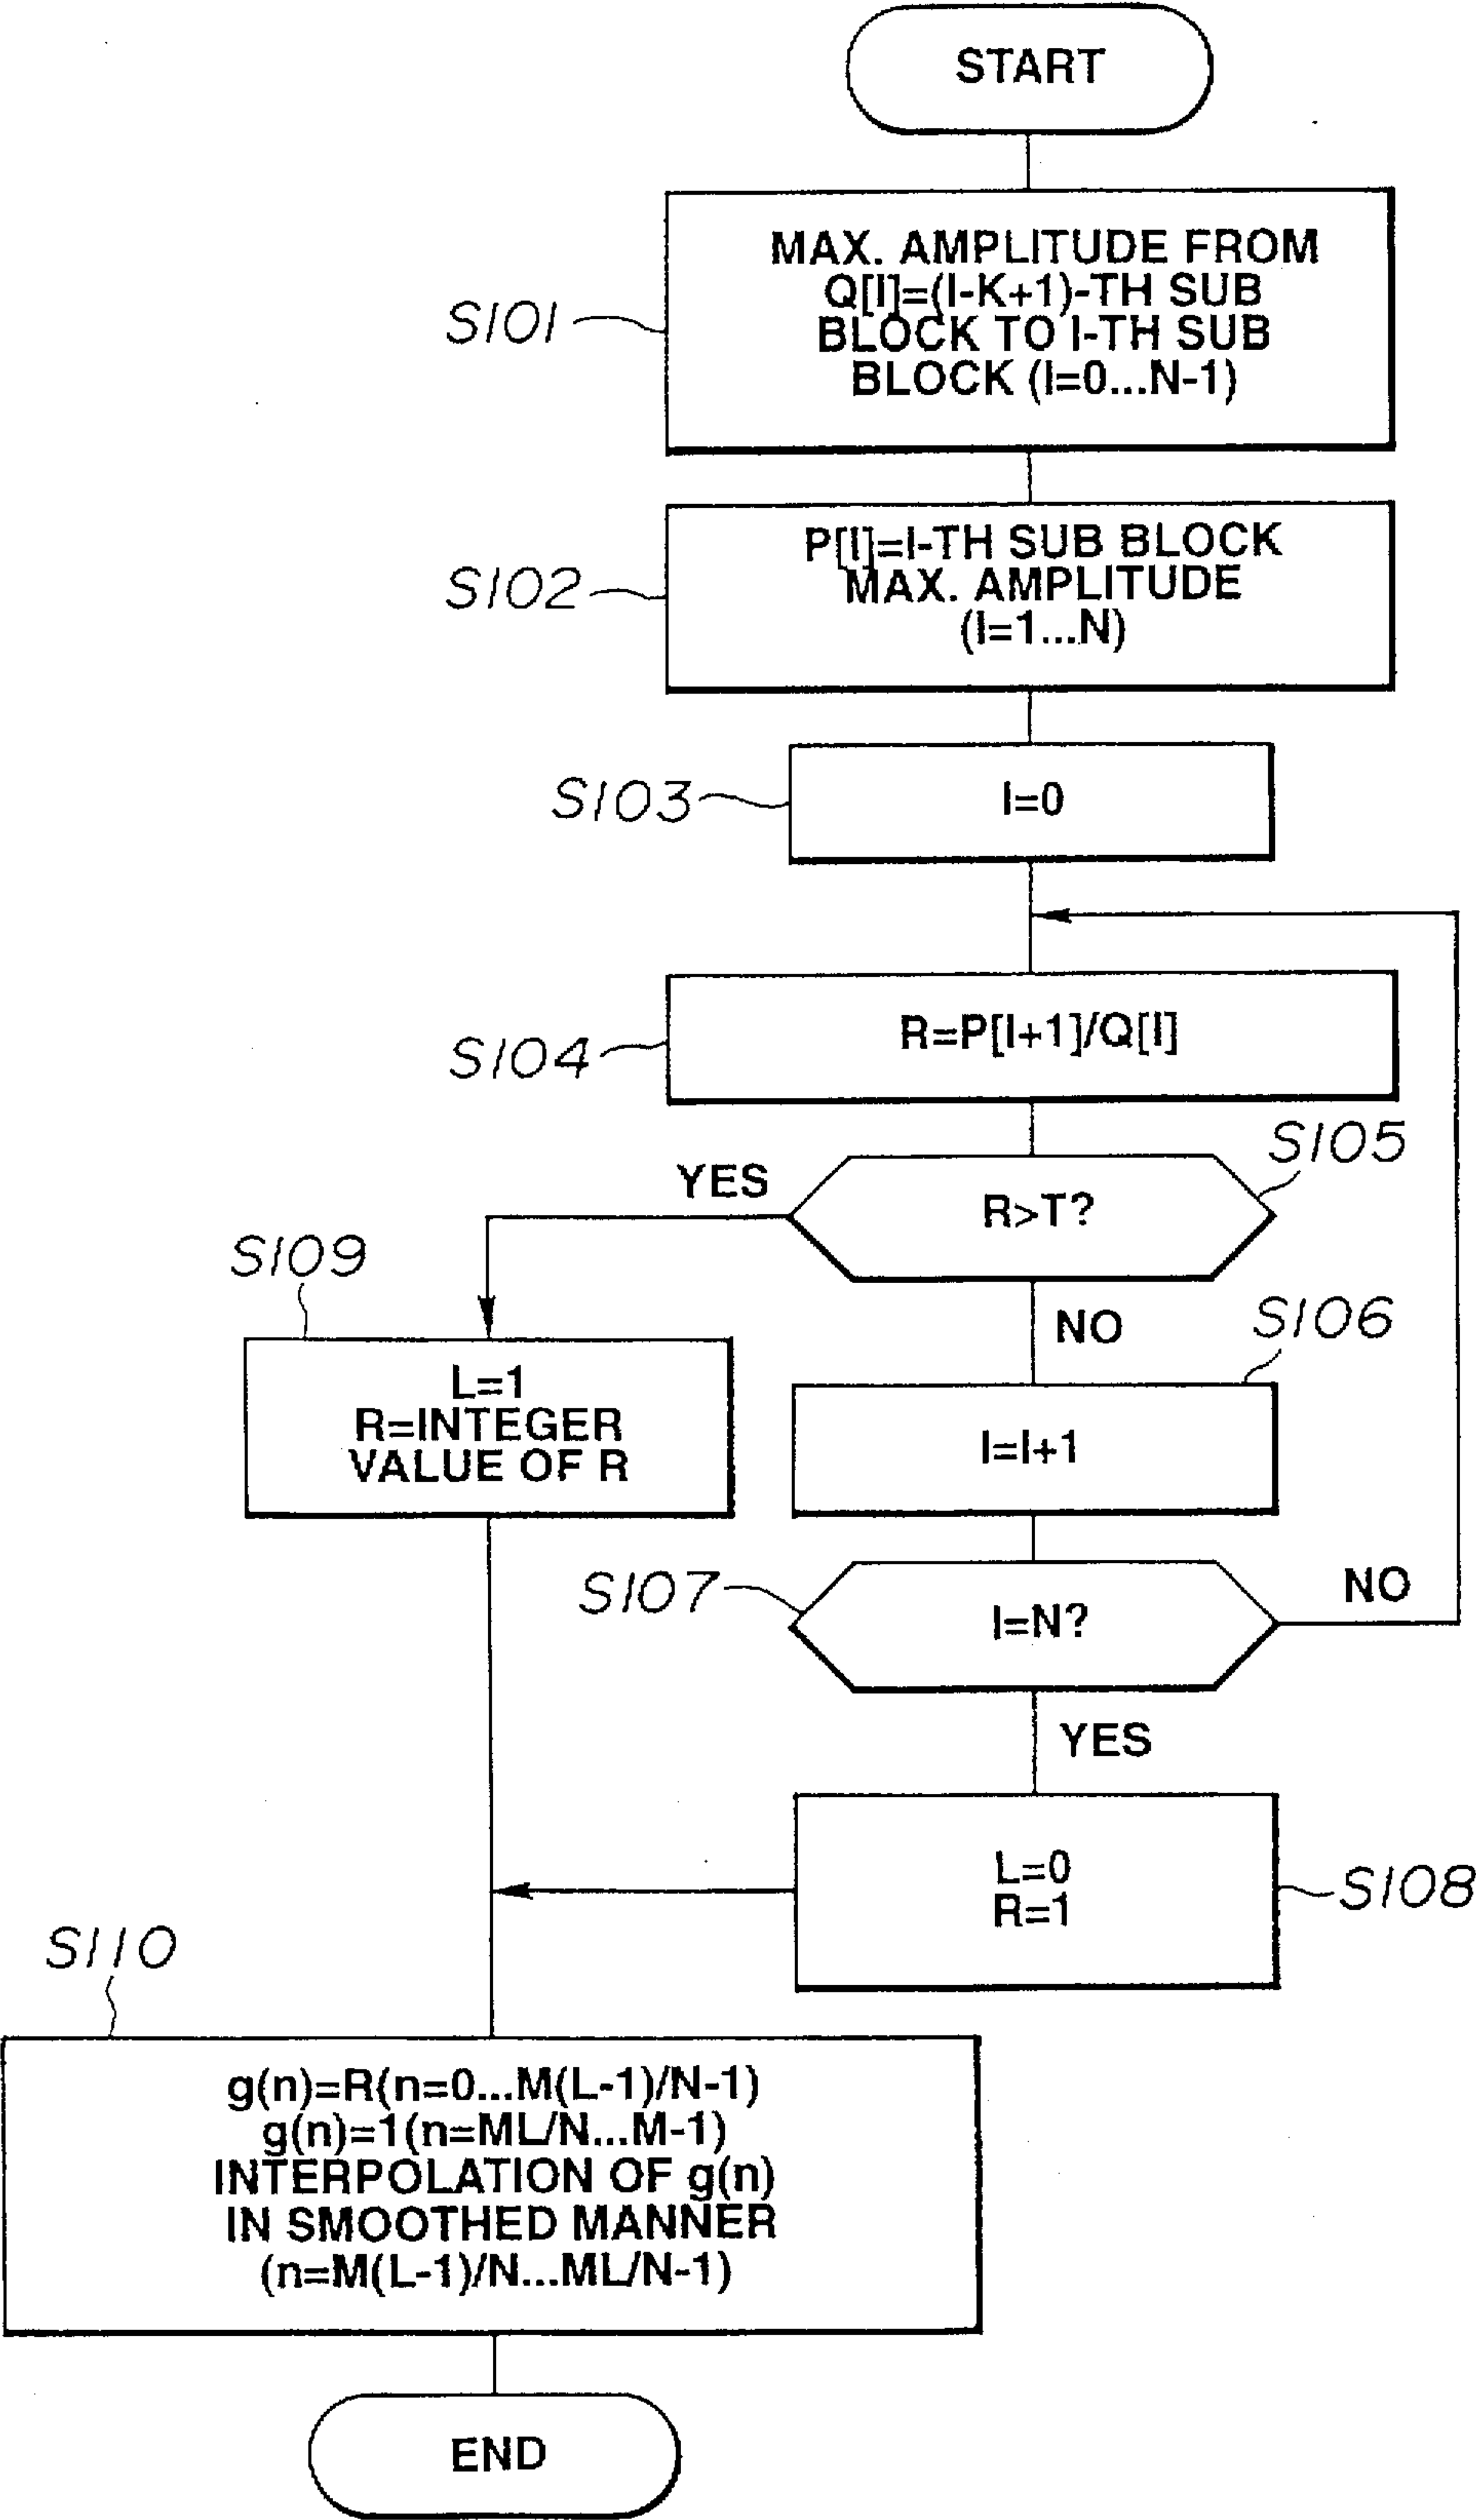 START
MAX. AMPLITUDE FROM
Q[I]=(I-K+1)-TH SUB
BLOCK TO I-TH SUB
BLOCK (I=0...N-1)
S101
P[I]=I-TH SUB BLOCK
MAX. AMPLITUDE
(I=1...N)
S102
I=0
S103
R=P[I+1]/Q[I]
S104
S105
YES
R>T?
S109
NO
S106
L=1
R=INTEGER
VALUE OF R
I=I+1
S107
I=N?
NO
YES
L=0
R=1
S108
S110
g(n)=R(n=0...M(L-1)/N-1)
g(n)=1(n=ML/N...M-1)
INTERPOLATION OF g(n)
IN SMOOTHED MANNER
(n=M(L-1)/N...ML/N-1)
END